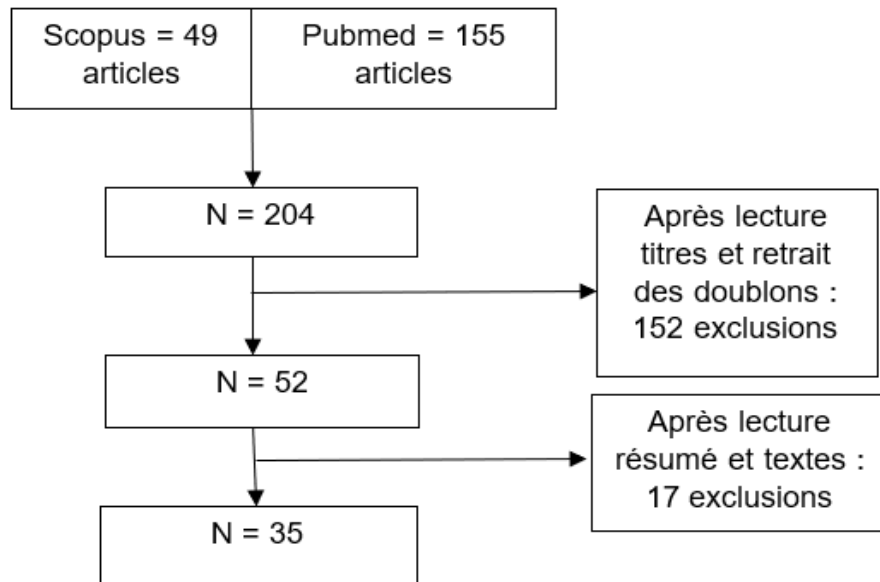 Scopus = 49
articles
Pubmed = 155
articles
N = 204
Après lecture
titres et retrait
des doublons :
152 exclusions
N = 52
Après lecture
résumé et textes :
17 exclusions
N = 35